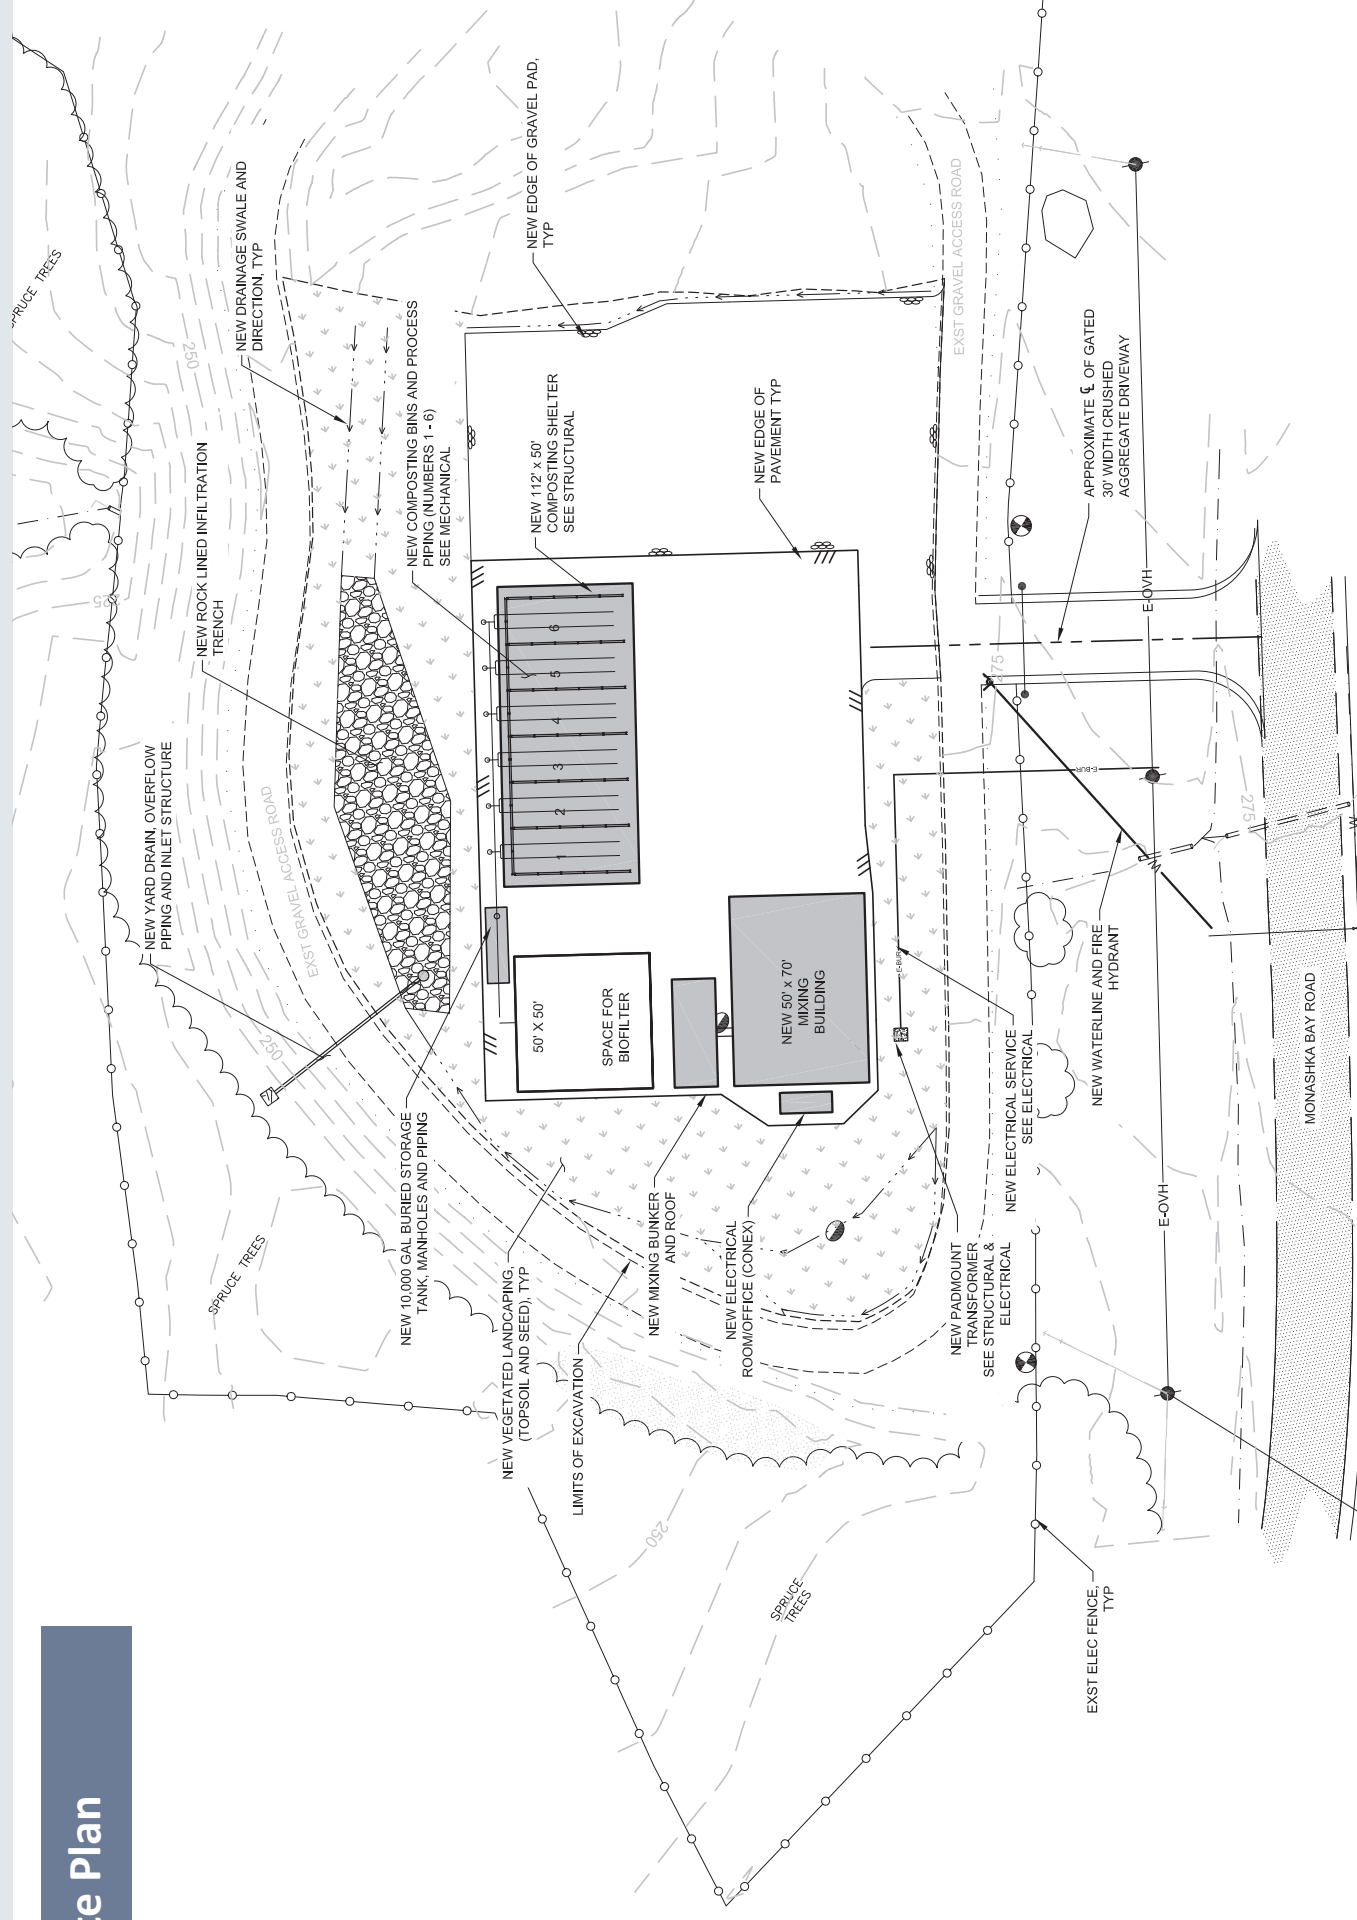 te Plan
SPRUCE TREES
NEW DRAINAGE SWALE AND
DIRECTION, TYP
250
NEW EDGE OF GRAVEL PAD,
TYP
NEW ROCK LINED INFILTRATION
TRENCH
225
NEW COMPOSTING BINS AND PROCESS
PIPING (NUMBERS 1 - 6)
SEE MECHANICAL
NEW 112' x 50'
COMPOSTING SHELTER
SEE STRUCTURAL
NEW EDGE OF
PAVEMENT TYP
EXST GRAVEL ACCESS ROAD
APPROXIMATE ℄ OF GATED
30' WIDTH CRUSHED
AGGREGATE DRIVEWAY
NEW YARD DRAIN, OVERFLOW
PIPING AND INLET STRUCTURE
EXST GRAVEL ACCESS ROAD
250
1
2
3
4
5
6
50' X 50'
SPACE FOR
BIOFILTER
NEW 50' x 70'
MIXING
BUILDING
275
E-OVH
E-BUR
E-BUR
275
W
W
SPRUCE TREES
NEW 10,000 GAL BURIED STORAGE
TANK, MANHOLES AND PIPING
NEW VEGETATED LANDCAPING,
(TOPSOIL AND SEED), TYP
LIMITS OF EXCAVATION
NEW MIXING BUNKER
AND ROOF
NEW ELECTRICAL
ROOM/OFFICE (CONEX)
NEW PADMOUNT
TRANSFORMER
SEE STRUCTURAL &
ELECTRICAL
NEW ELECTRICAL SERVICE
SEE ELECTRICAL
NEW WATERLINE AND FIRE
HYDRANT
E-OVH
MONASHKA BAY ROAD
250
SPRUCE
TREES
EXST ELEC FENCE,
TYP